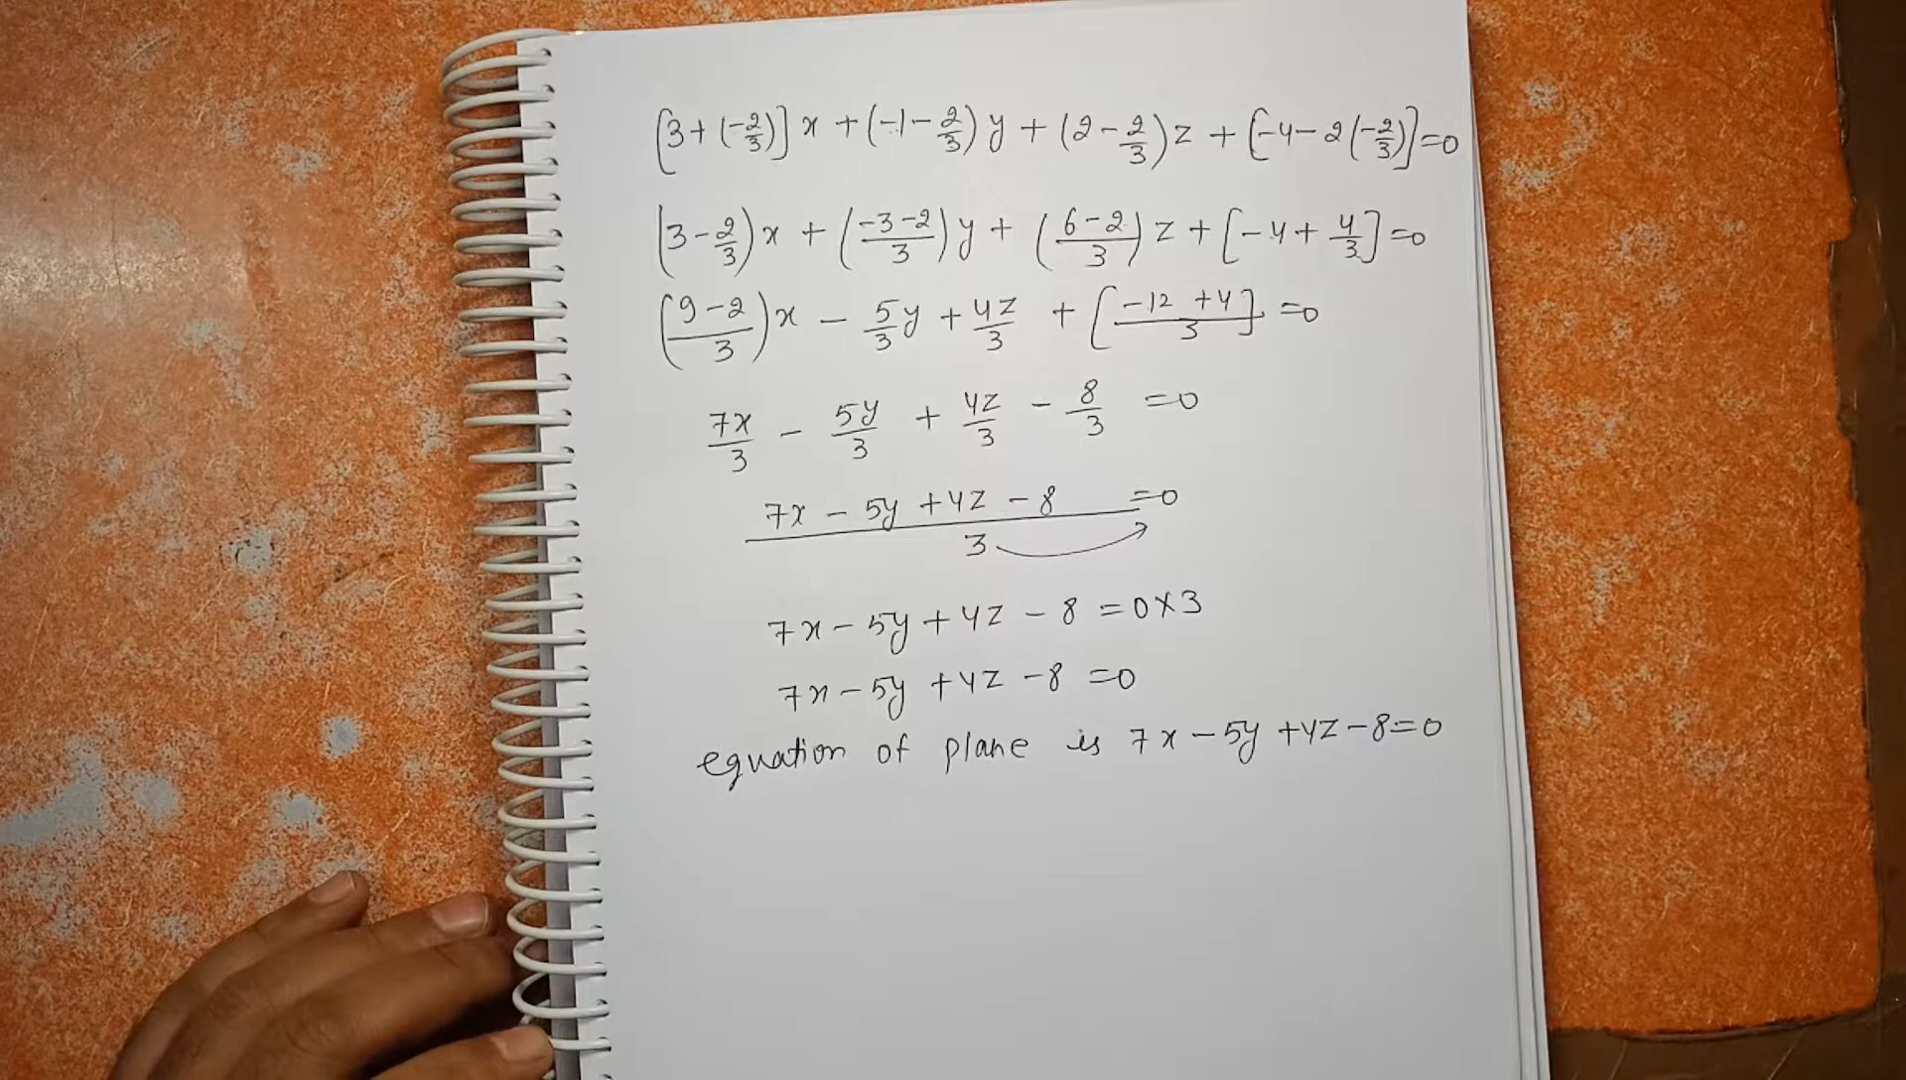 [3+(-2/3)]x+(-1-2/3)y+(2-2/3)z+[-4-2(-2/3)]=0
(3-2/3)x+(-3-2/3)y+(6-2/3)z+[-4+4/3]=0
(9-2/3)x-5/3y+4z/3+[-12+4/3]=0
7x/3-5y/3+4z/3-8/3=0
7x-5y+4z-8/3=0
7x-5y+4z-8=0×3
7x-5y+4z-8=0
equation of plane is 7x-5y+4z-8=0